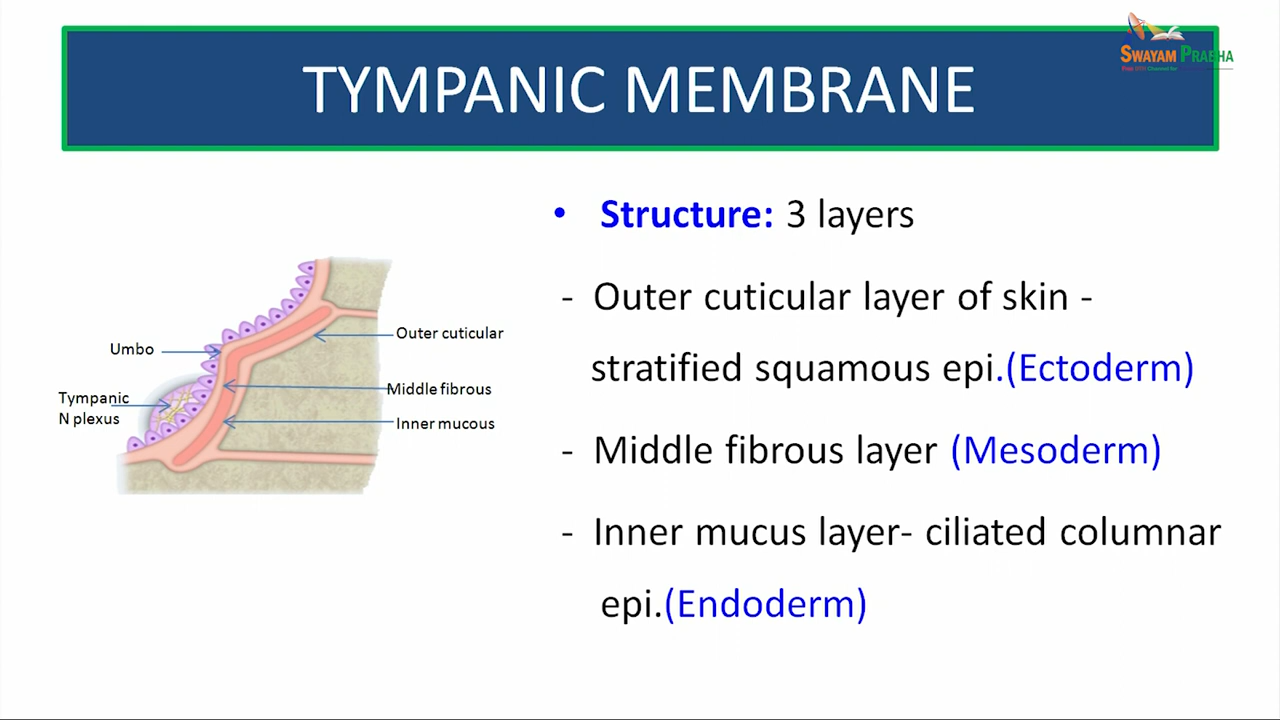 SWAYAM PRABHA
TYMPANIC MEMBRANE
• Structure: 3 layers
- Outer cuticular layer of skin -
stratified squamous epi.(Ectoderm)
- Middle fibrous layer (Mesoderm)
- Inner mucus layer- ciliated columnar
epi.(Endoderm)
Umbo
Tympanic
N plexus
Outer cuticular
Middle fibrous
Inner mucous